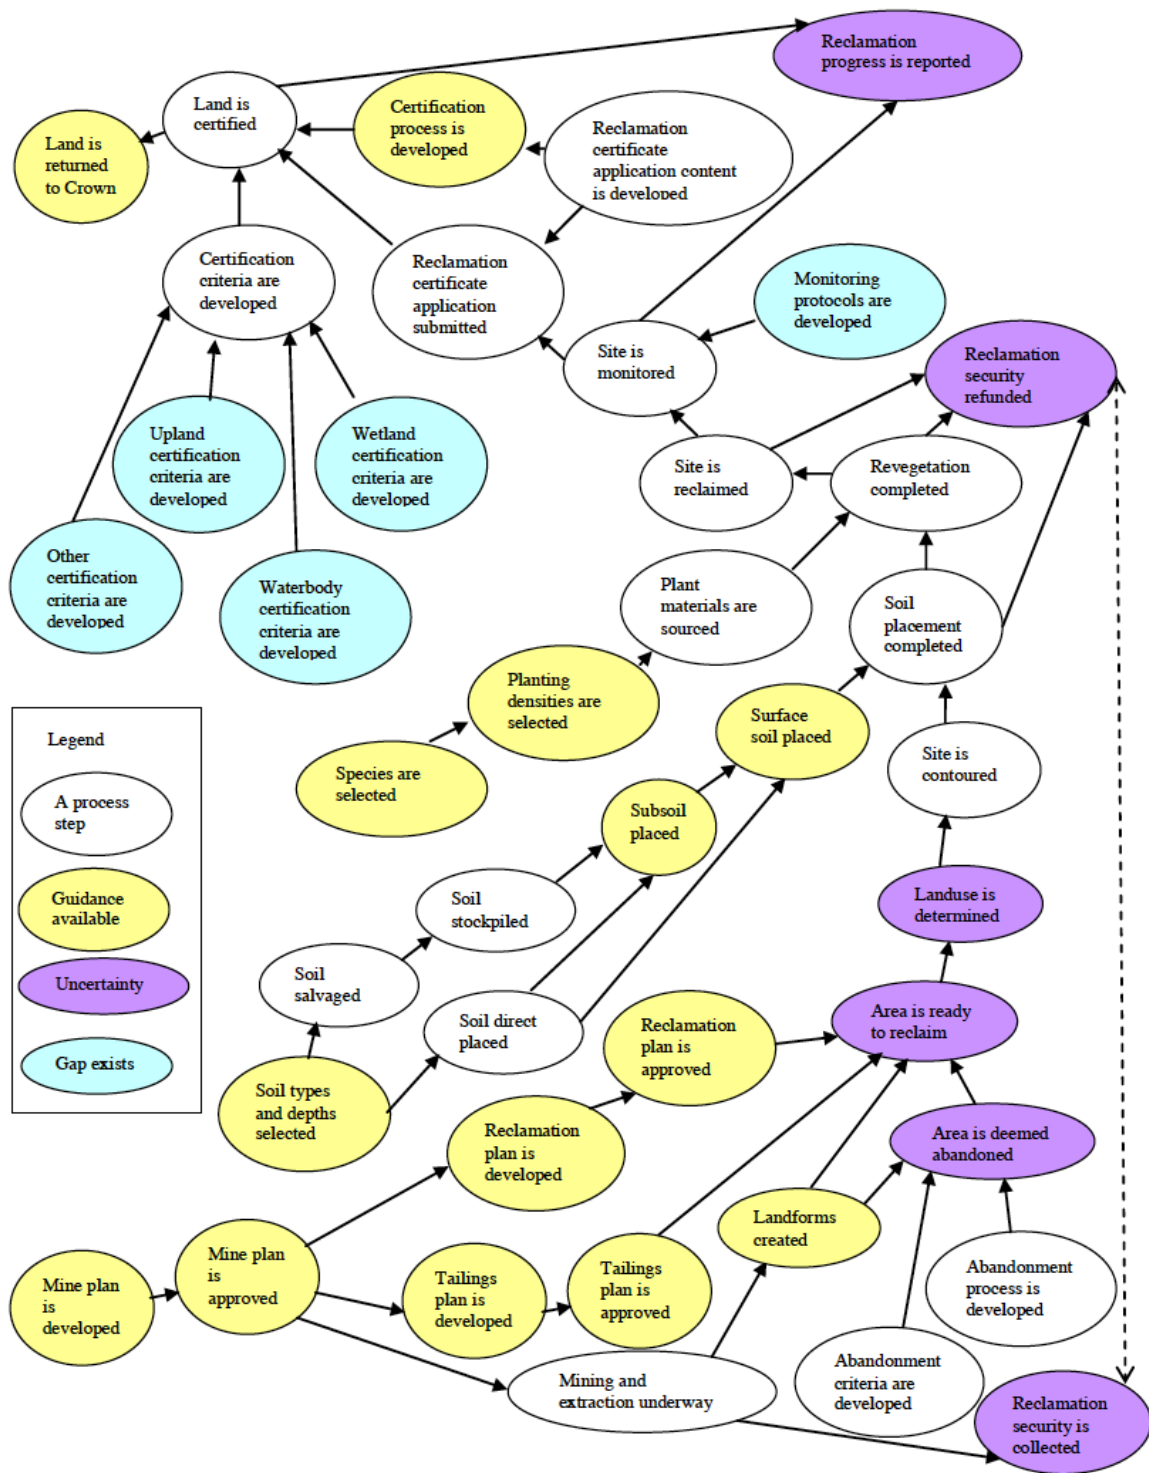 Reclamation
progress is reported
Land is
certified
Certification
process is
developed
Reclamation
certificate
application content
is developed
Land is
returned
to Crown
Certification
criteria are
developed
Reclamation
certificate
application
submitted
Monitoring
protocols are
developed
Site is
monitored
Reclamation
security
refunded
Upland
certification
criteria are
developed
Wetland
certification
criteria are
developed
Site is
reclaimed
Revegetation
completed
Other
certification
criteria are
developed
Waterbody
certification
criteria are
developed
Plant
materials are
sourced
Soil
placement
completed
Planting
densities are
selected
Surface
soil placed
Species are
selected
Site is
contoured
Legend
A process
step
Guidance
available
Uncertainty
Gap exists
Subsoil
placed
Soil
stockpiled
Landuse is
determined
Soil
salvaged
Soil direct
placed
Reclamation
plan is
approved
Area is ready
to reclaim
Soil types
and depths
selected
Reclamation
plan is
developed
Area is deemed
abandoned
Landforms
created
Mine plan
is
developed
Mine plan
is
approved
Tailings
plan is
developed
Tailings
plan is
approved
Abandonment
process is
developed
Mining and
extraction underway
Abandonment
criteria are
developed
Reclamation
security is
collected